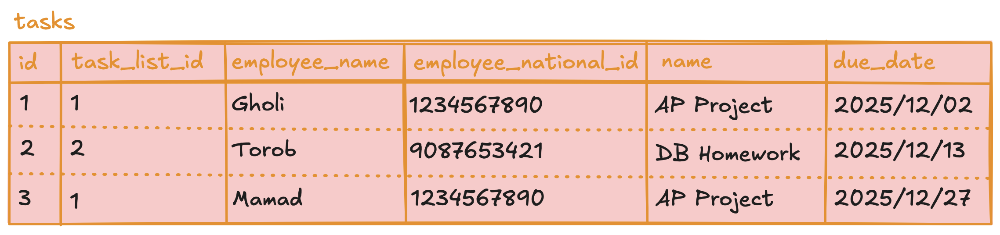 tasks
id task_list_id employee_name employee_national_id name due_date
1 1 Gholi 1234567890 AP Project 2025/12/02
2 2 Torob 9087653421 DB Homework 2025/12/13
3 1 Mamad 1234567890 AP Project 2025/12/27